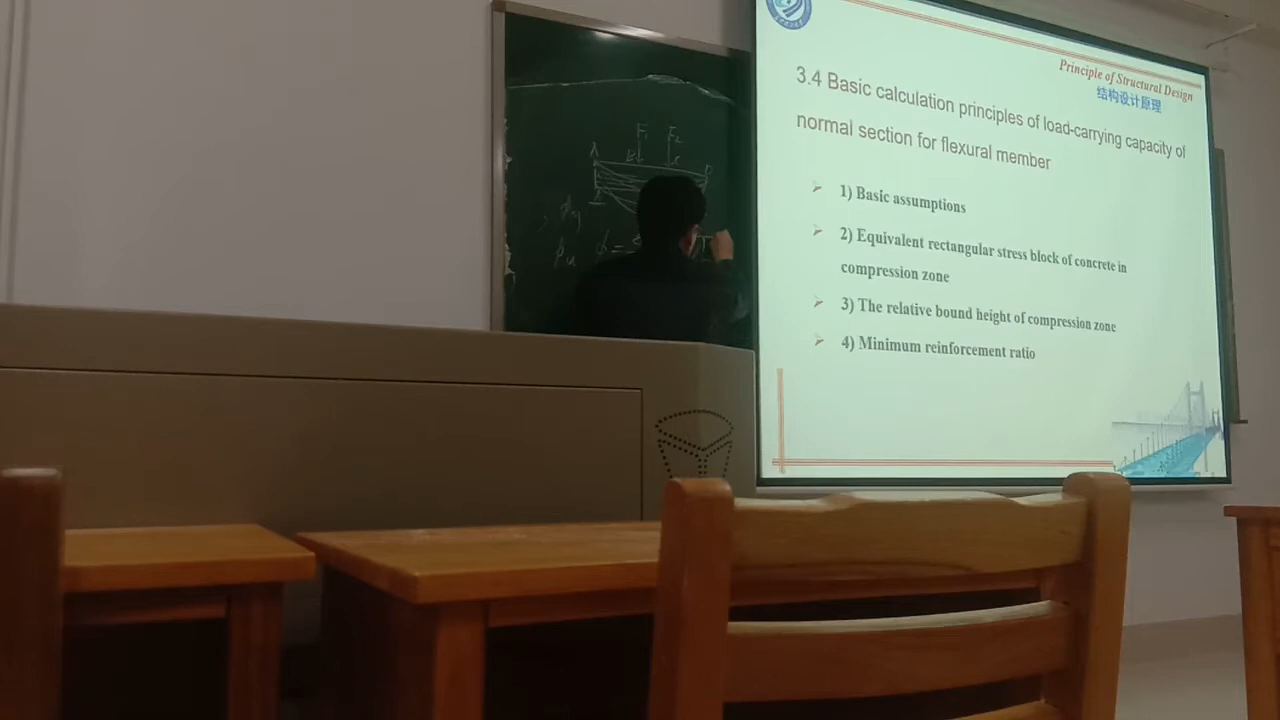 Principle of Structural Design
结构设计原理
3.4 Basic calculation principles of load-carrying capacity of
normal section for flexural member
1) Basic assumptions
2) Equivalent rectangular stress block of concrete in
compression zone
3) The relative bound height of compression zone
4) Minimum reinforcement ratio
F1 F2
A